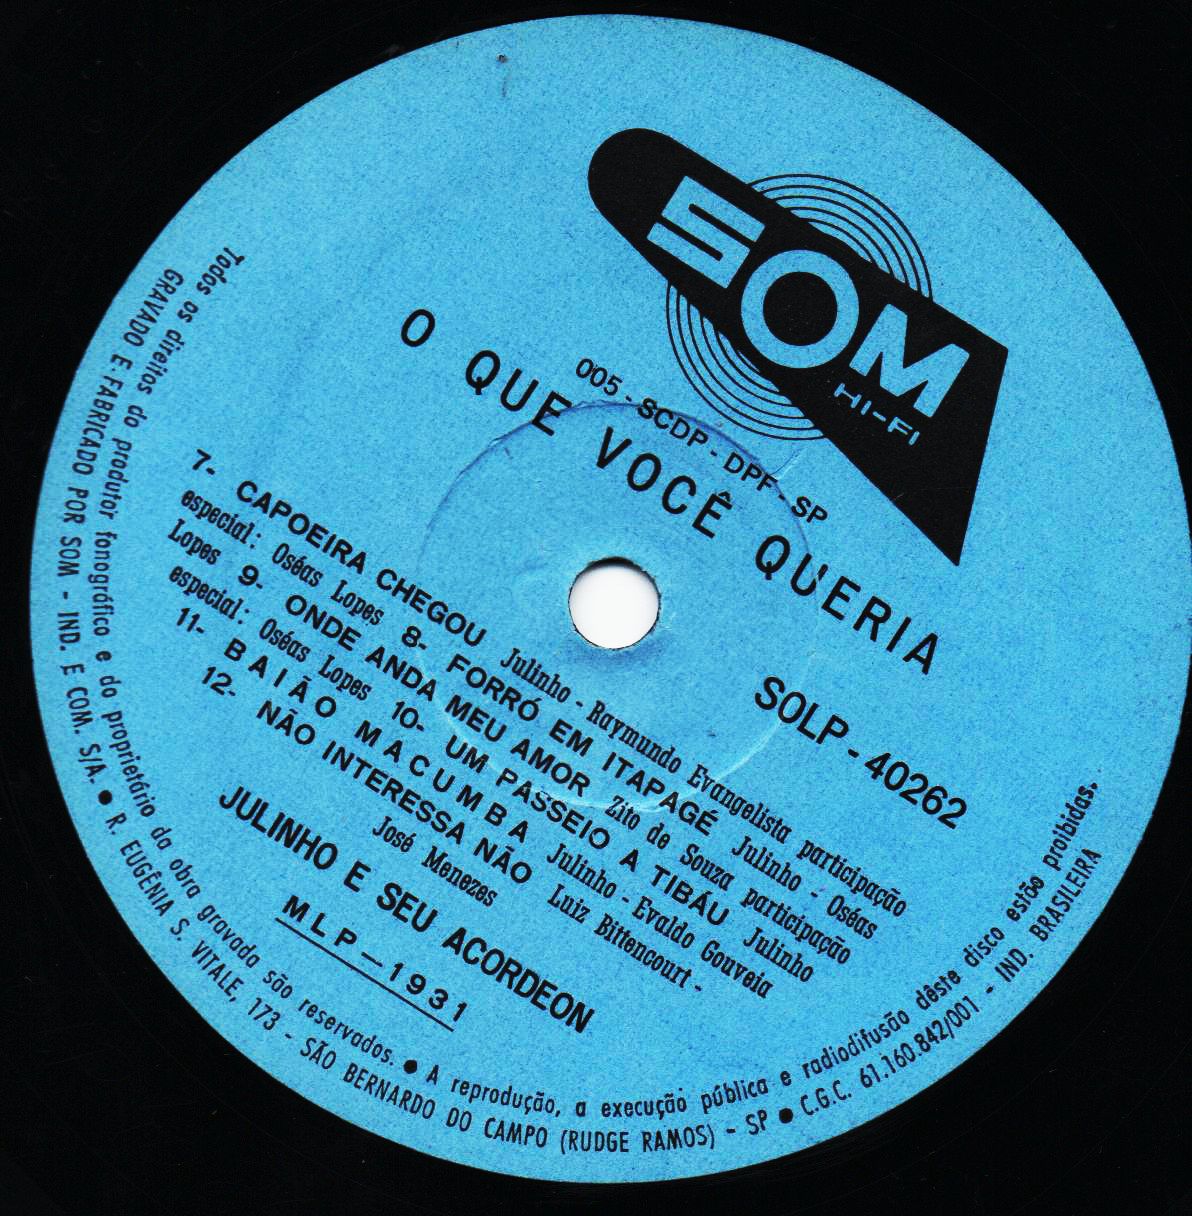 SOM
HI-FI
005 - SCDP - DPF - SP
O QUE VOCÊ QUERIA
SOLP - 40262
7- CAPOEIRA CHEGOU Julinho - Raymundo Evangelista participação
especial: Oséas Lopes 8- FORRÓ EM ITAPAGÉ Julinho - Oséas
Lopes 9- ONDE ANDA MEU AMOR Zito de Souza participação
especial: Oséas Lopes 10- UM PASSEIO A TIBÁU Julinho
11- BAIÃO MACUMBA Julinho - Evaldo Gouveia
12- NÃO INTERESSA NÃO Luiz Bittencourt -
José Menezes
JULINHO E SEU ACORDEON
MLP - 1931
Todos os direitos do produtor fonográfico e do proprietário da obra gravada são reservados. ● A reprodução, a execução pública e radiodifusão dêste disco estão proibidas.
GRAVADO E FABRICADO POR SOM - IND. E COM. S/A. ● R. EUGÊNIA S. VITALE, 173 - SÃO BERNARDO DO CAMPO (RUDGE RAMOS) - SP ● C.G.C. 61.160.842/001 - IND. BRASILEIRA